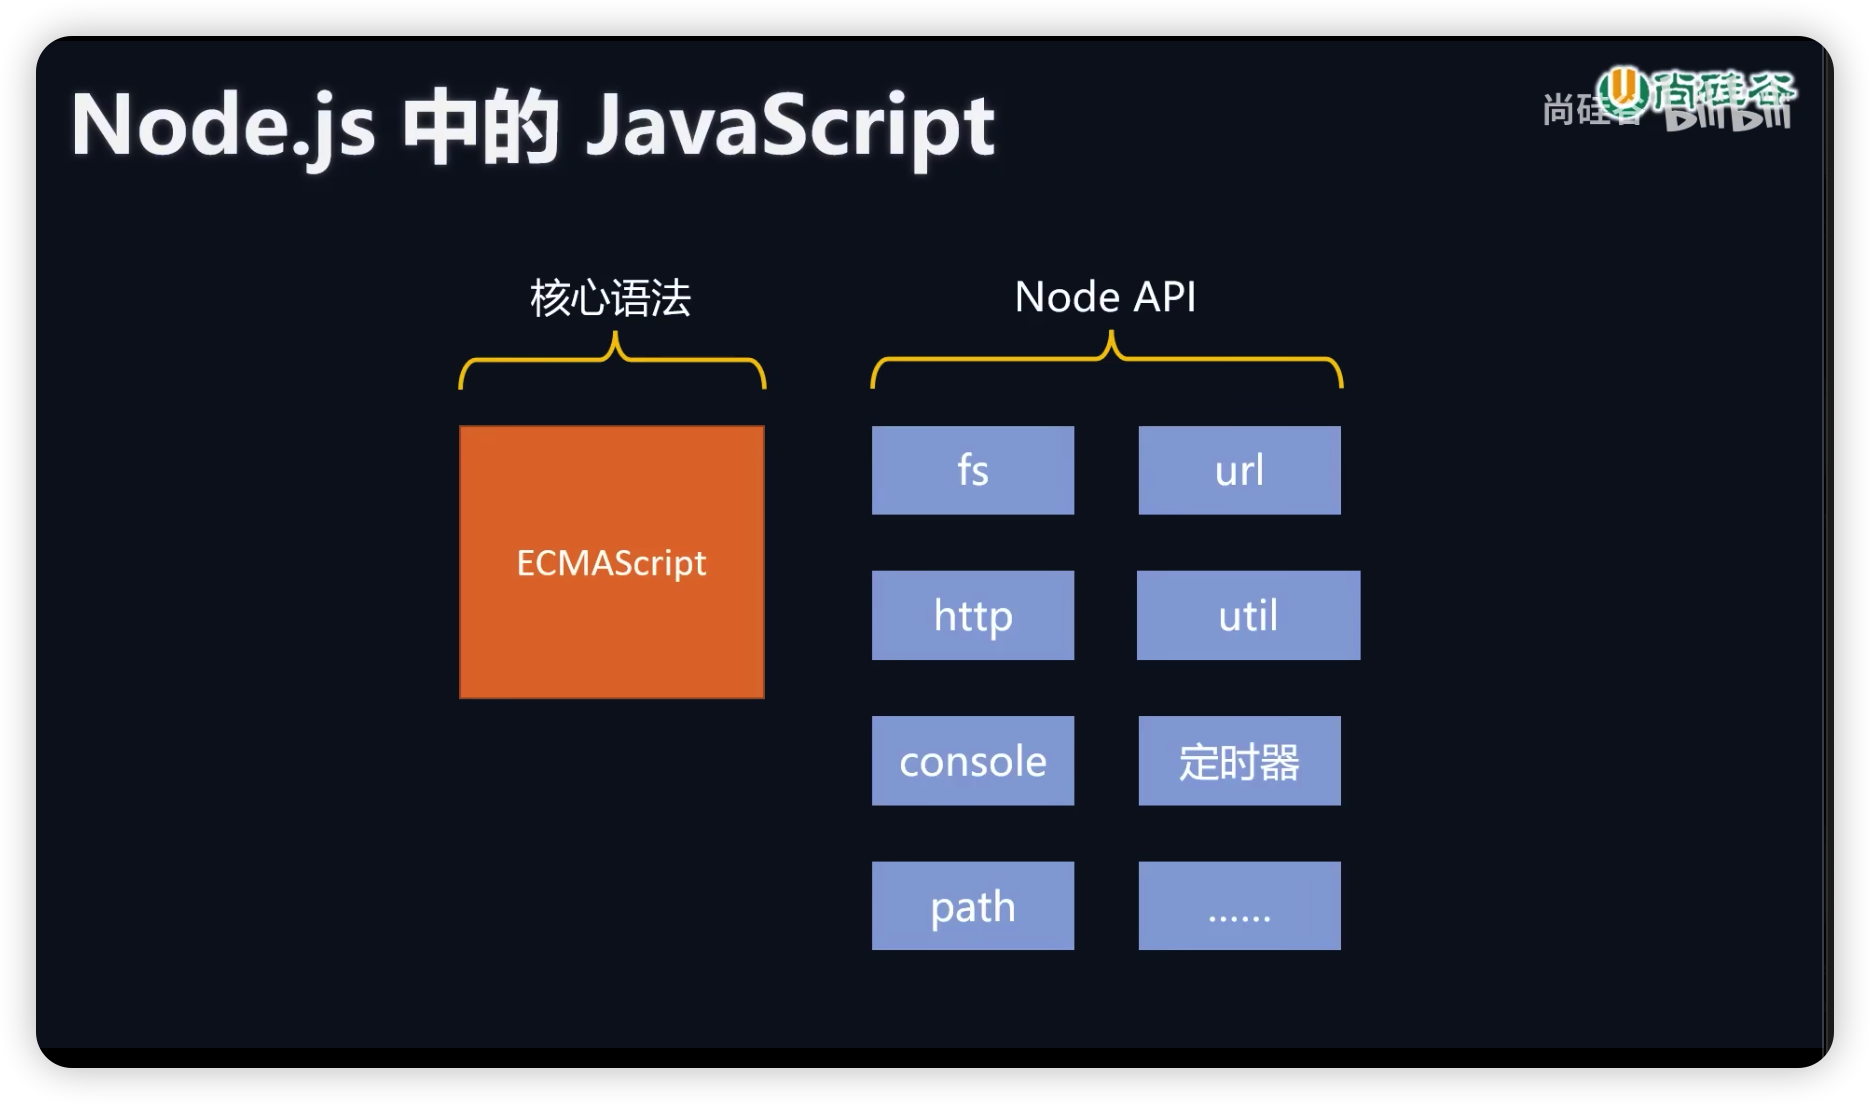 Node.js 中的 JavaScript
尚硅谷
尚硅谷
bilibili
核心语法
Node API
ECMAScript
fs
url
http
util
console
定时器
path
......